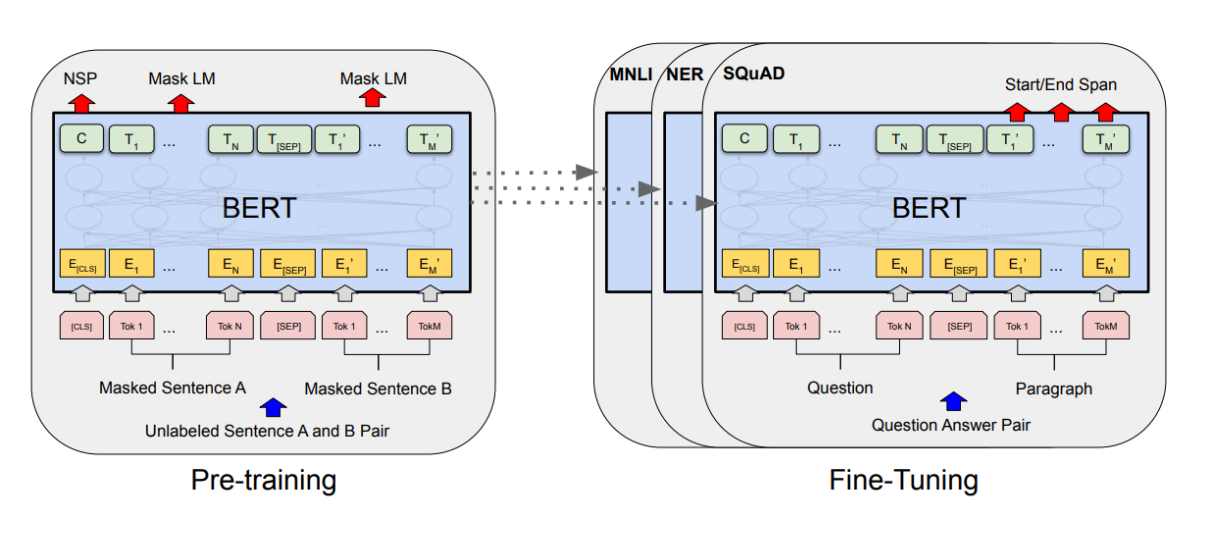 NSP Mask LM Mask LM
C T1 ... TN T[SEP] T1' ... TM'
...
BERT
...
E[CLS] E1 ... EN E[SEP] E1' ... EM'
[CLS] Tok 1 ... Tok N [SEP] Tok 1 ... TokM
Masked Sentence A Masked Sentence B
Unlabeled Sentence A and B Pair
Pre-training
MNLI NER SQuAD
Start/End Span
C T1 ... TN T[SEP] T1' ... TM'
...
BERT
...
E[CLS] E1 ... EN E[SEP] E1' ... EM'
[CLS] Tok 1 ... Tok N [SEP] Tok 1 ... TokM
Question Paragraph
Question Answer Pair
Fine-Tuning